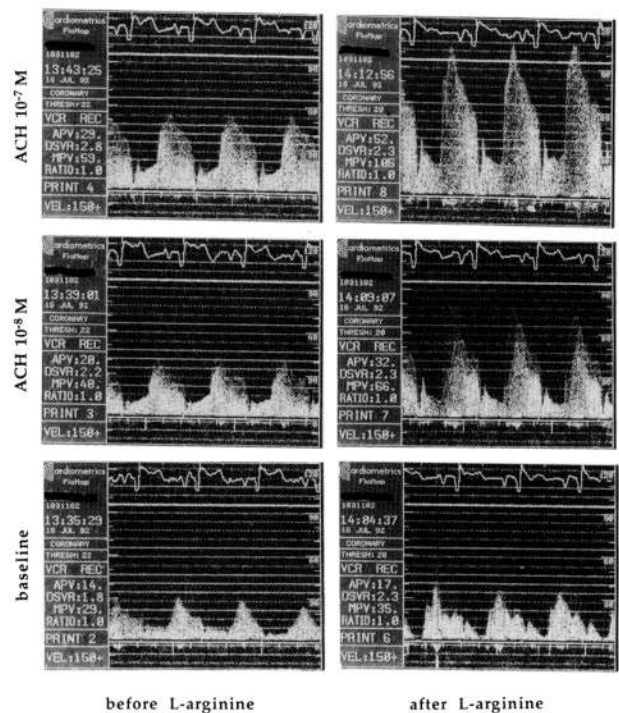 ACH 10⁻⁷ M
Cardiometrics
FloMap
1031102
13:43:25
16 JUL 92
CORONARY
THRESH:22
VCR REC
APV:29.
DSVR:2.8
MPV:59.
RATIO:1.0
PRINT 4
VEL:150+
cardiometrics
FloMap
1031102
14:12:56
16 JUL 92
CORONARY
THRESH: 20
VCR REC
APV:52.
DSVR:2.3
MPV:105
RATIO:1.0
PRINT 8
VEL:150+
ACH 10⁻⁸ M
cardiometrics
FloMap
1031102
13:39:01
16 JUL 92
CORONARY
THRESH: 22
VCR REC
APV:20.
DSVR:2.2
MPV:40.
RATIO:1.0
PRINT 3
VEL:150+
cardiometrics
FloMap
1031102
14:09:07
16 JUL 92
CORONARY
THRESH: 20
VCR REC
APV:32.
DSVR:2.3
MPV:66.
RATIO:1.0
PRINT 7
VEL:150+
baseline
cardiometrics
FloMap
1031102
13:35:29
16 JUL 92
CORONARY
THRESH: 22
VCR REC
APV:14.
DSVR:1.8
MPV:29.
RATIO:1.0
PRINT 2
VEL:150+
cardiometrics
FloMap
1031102
14:04:37
16 JUL 92
CORONARY
THRESH: 20
VCR REC
APV:17.
DSVR:2.3
MPV:35.
RATIO:1.0
PRINT 6
VEL:150+
before L-arginine
after L-arginine